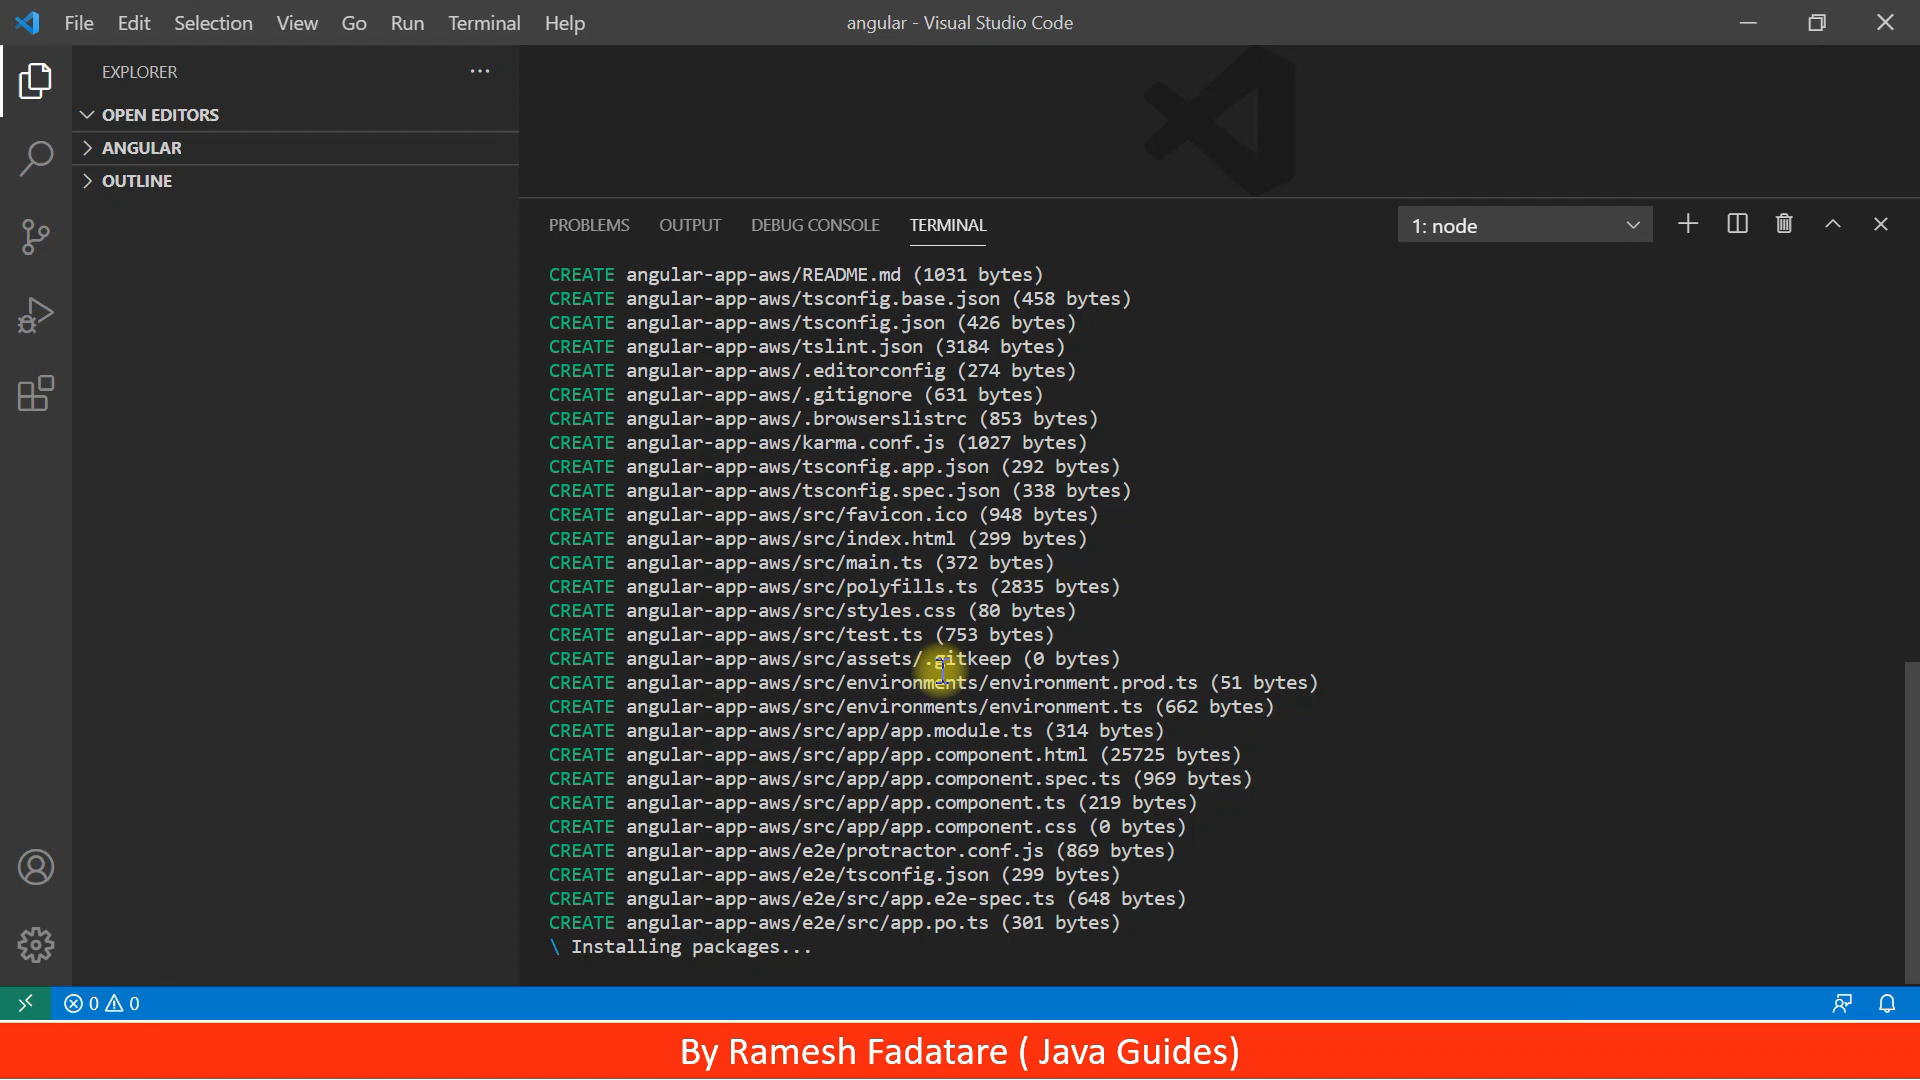 File Edit Selection View Go Run Terminal Help angular - Visual Studio Code
EXPLORER ...
OPEN EDITORS
ANGULAR
OUTLINE
PROBLEMS OUTPUT DEBUG CONSOLE TERMINAL 1: node
CREATE angular-app-aws/README.md (1031 bytes)
CREATE angular-app-aws/tsconfig.base.json (458 bytes)
CREATE angular-app-aws/tsconfig.json (426 bytes)
CREATE angular-app-aws/tslint.json (3184 bytes)
CREATE angular-app-aws/.editorconfig (274 bytes)
CREATE angular-app-aws/.gitignore (631 bytes)
CREATE angular-app-aws/.browserslistrc (853 bytes)
CREATE angular-app-aws/karma.conf.js (1027 bytes)
CREATE angular-app-aws/tsconfig.app.json (292 bytes)
CREATE angular-app-aws/tsconfig.spec.json (338 bytes)
CREATE angular-app-aws/src/favicon.ico (948 bytes)
CREATE angular-app-aws/src/index.html (299 bytes)
CREATE angular-app-aws/src/main.ts (372 bytes)
CREATE angular-app-aws/src/polyfills.ts (2835 bytes)
CREATE angular-app-aws/src/styles.css (80 bytes)
CREATE angular-app-aws/src/test.ts (753 bytes)
CREATE angular-app-aws/src/assets/.gitkeep (0 bytes)
CREATE angular-app-aws/src/environments/environment.prod.ts (51 bytes)
CREATE angular-app-aws/src/environments/environment.ts (662 bytes)
CREATE angular-app-aws/src/app/app.module.ts (314 bytes)
CREATE angular-app-aws/src/app/app.component.html (25725 bytes)
CREATE angular-app-aws/src/app/app.component.spec.ts (969 bytes)
CREATE angular-app-aws/src/app/app.component.ts (219 bytes)
CREATE angular-app-aws/src/app/app.component.css (0 bytes)
CREATE angular-app-aws/e2e/protractor.conf.js (869 bytes)
CREATE angular-app-aws/e2e/tsconfig.json (299 bytes)
CREATE angular-app-aws/e2e/src/app.e2e-spec.ts (648 bytes)
CREATE angular-app-aws/e2e/src/app.po.ts (301 bytes)
\ Installing packages...
0 0
By Ramesh Fadatare ( Java Guides)